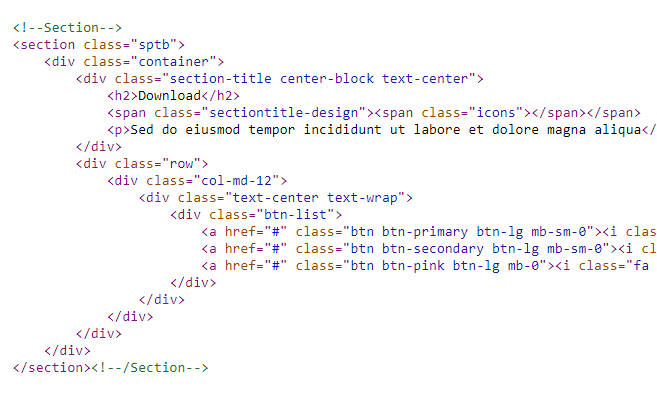 <!--Section-->
<section class="sptb">
<div class="container">
<div class="section-title center-block text-center">
<h2>Download</h2>
<span class="sectiontitle-design"><span class="icons"></span></span>
<p>Sed do eiusmod tempor incididunt ut labore et dolore magna aliqua</
</div>
<div class="row">
<div class="col-md-12">
<div class="text-center text-wrap">
<div class="btn-list">
<a href="#" class="btn btn-primary btn-lg mb-sm-0"><i clas
<a href="#" class="btn btn-secondary btn-lg mb-sm-0"><i cl
<a href="#" class="btn btn-pink btn-lg mb-0"><i class="fa
</div>
</div>
</div>
</div>
</div>
</section><!--/Section-->